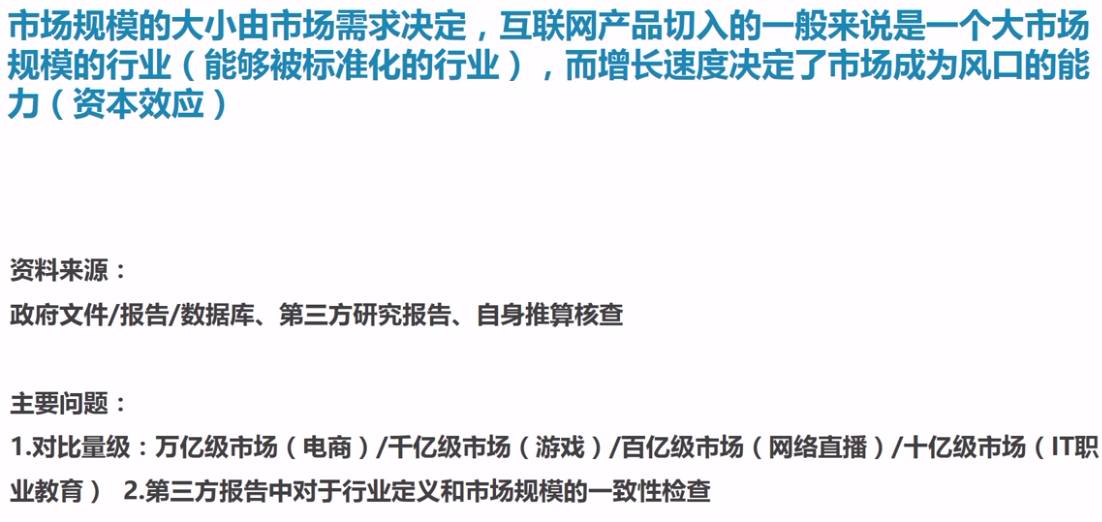 市场规模的大小由市场需求决定，互联网产品切入的一般来说是一个大市场
规模的行业（能够被标准化的行业），而增长速度决定了市场成为风口的能
力（资本效应）
资料来源：
政府文件/报告/数据库、第三方研究报告、自身推算核查
主要问题：
1.对比量级：万亿级市场（电商）/千亿级市场（游戏）/百亿级市场（网络直播）/十亿级市场（IT职
业教育） 2.第三方报告中对于行业定义和市场规模的一致性检查